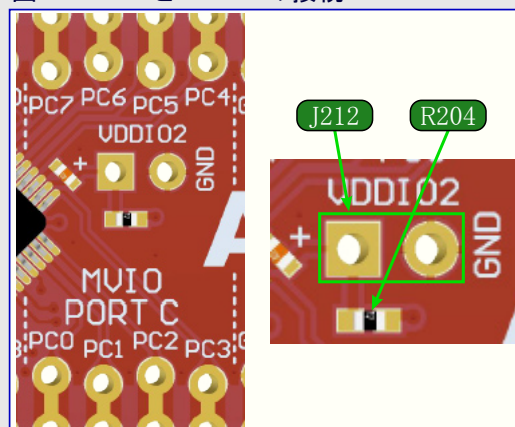 PC7 PC6 PC5 PC4
VDDIO2
+
GND
MVIO
PORT C
PC0 PC1 PC2 PC3
J212
R204
VDDIO2
+
GND